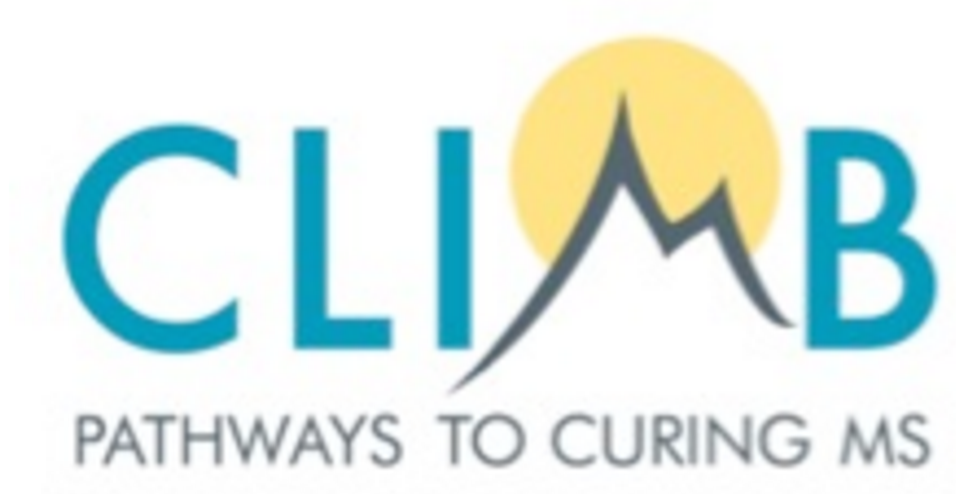 CLIMB
PATHWAYS TO CURING MS